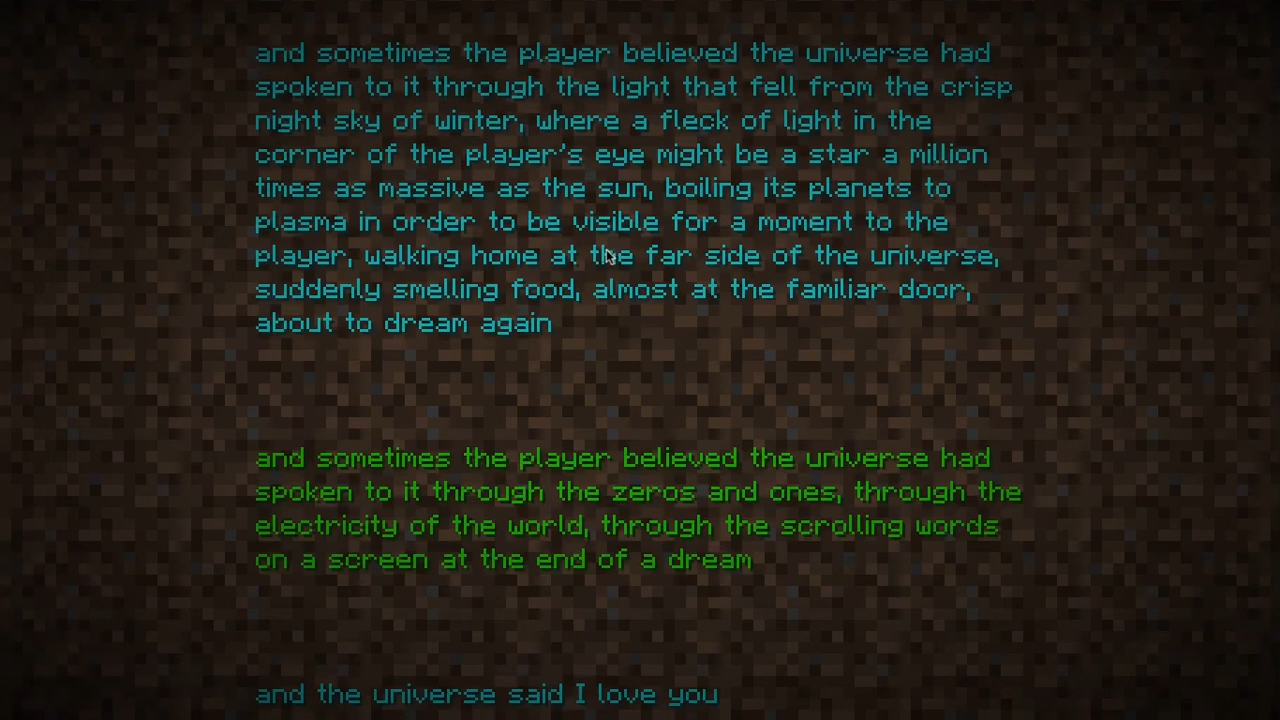 and sometimes the player believed the universe had
spoken to it through the light that fell from the crisp
night sky of winter, where a fleck of light in the
corner of the player's eye might be a star a million
times as massive as the sun, boiling its planets to
plasma in order to be visible for a moment to the
player, walking home at the far side of the universe,
suddenly smelling food, almost at the familiar door,
about to dream again
and sometimes the player believed the universe had
spoken to it through the zeros and ones, through the
electricity of the world, through the scrolling words
on a screen at the end of a dream
and the universe said I love you